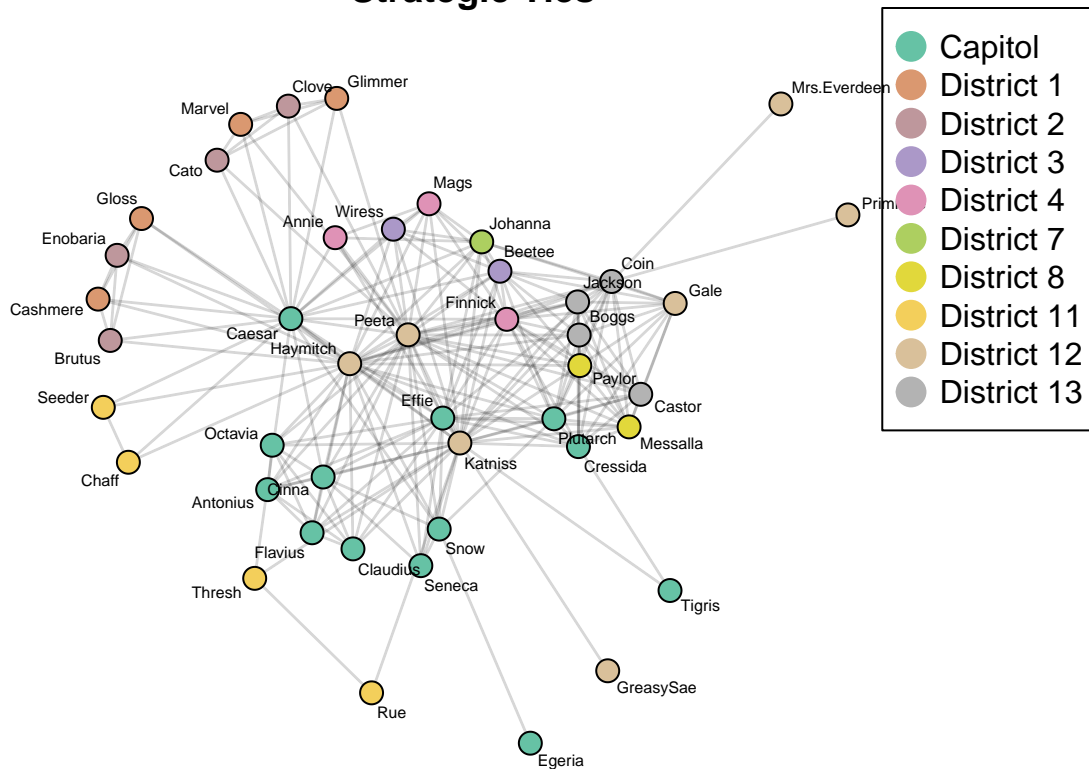 Capitol
District 1
District 2
District 3
District 4
District 7
District 8
District 11
District 12
District 13
Mrs.Everdeen
Glimmer
Clove
Marvel
Cato
Mags
Gloss
Wiress
Annie
Johanna
Enobaria
Beetee
Coin
Jackson
Gale
Cashmere
Finnick
Boggs
Caesar
Peeta
Haymitch
Brutus
Paylor
Seeder
Effie
Castor
Octavia
Plutarch
Messalla
Katniss
Cressida
Chaff
Cinna
Antonius
Snow
Flavius
Claudius
Seneca
Thresh
Tigris
GreasySae
Rue
Egeria